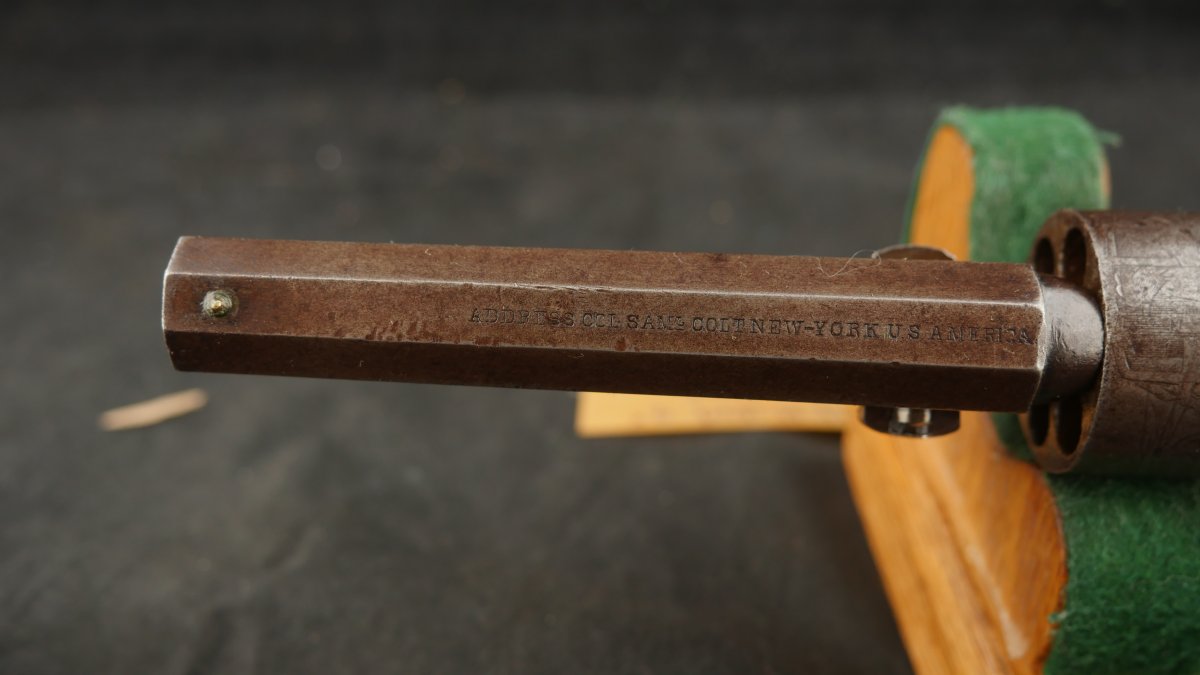 ADDRESS COL SAML COLT NEW-YORK U S AMERICA